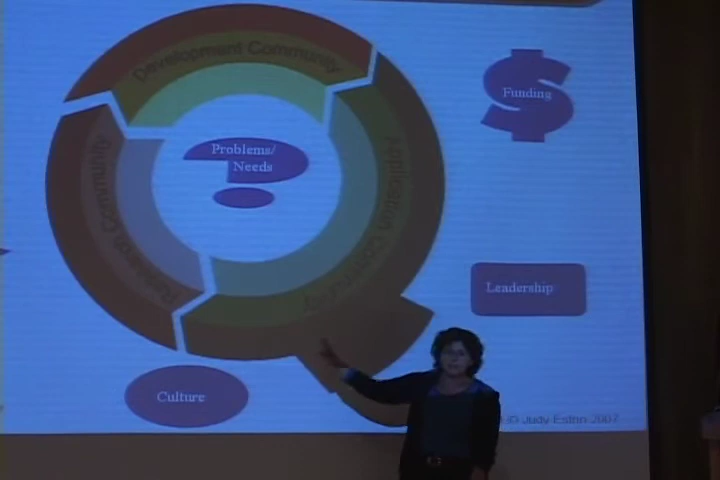 Development Community
Funding
Problems/
Needs
Research Community
Application Community
Leadership
Culture
© Judy Estrin 2007